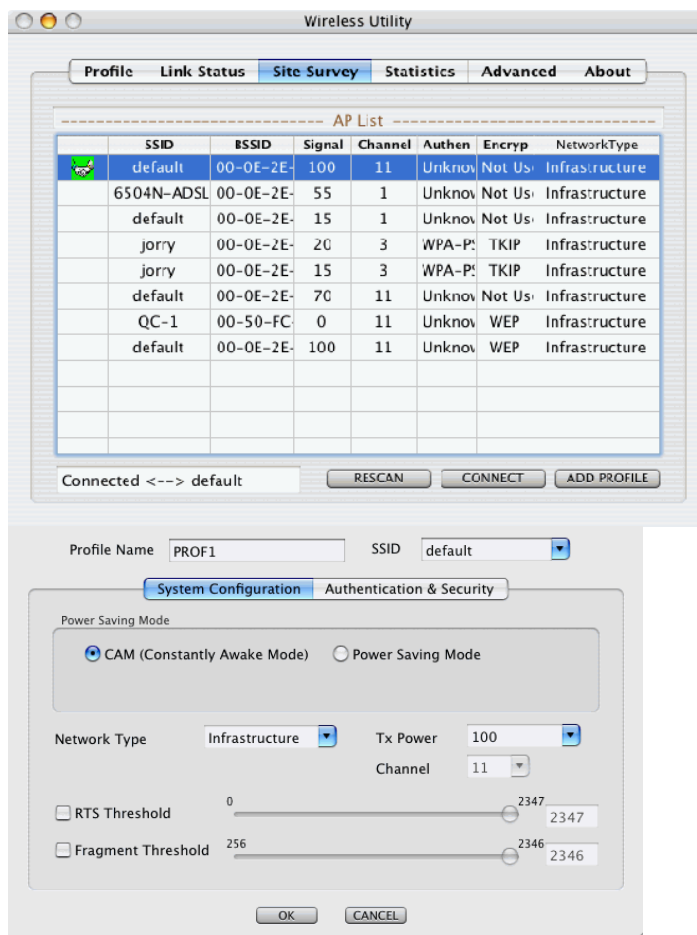 Wireless Utility
Profile Link Status Site Survey Statistics Advanced About
AP List
SSID BSSID Signal Channel Authen Encryp NetworkType
default 00-0E-2E- 100 11 Unknov Not Us Infrastructure
6504N-ADSL 00-0E-2E- 55 1 Unknov Not Us Infrastructure
default 00-0E-2E- 15 1 Unknov Not Us Infrastructure
jorry 00-0E-2E- 20 3 WPA-PS TKIP Infrastructure
jorry 00-0E-2E- 15 3 WPA-PS TKIP Infrastructure
default 00-0E-2E- 70 11 Unknov Not Us Infrastructure
QC-1 00-50-FC 0 11 Unknov WEP Infrastructure
default 00-0E-2E- 100 11 Unknov WEP Infrastructure
Connected <--> default RESCAN CONNECT ADD PROFILE
Profile Name PROF1 SSID default
System Configuration Authentication & Security
Power Saving Mode
CAM (Constantly Awake Mode) Power Saving Mode
Network Type Infrastructure Tx Power 100
Channel 11
RTS Threshold 0 2347 2347
Fragment Threshold 256 2346 2346
OK CANCEL